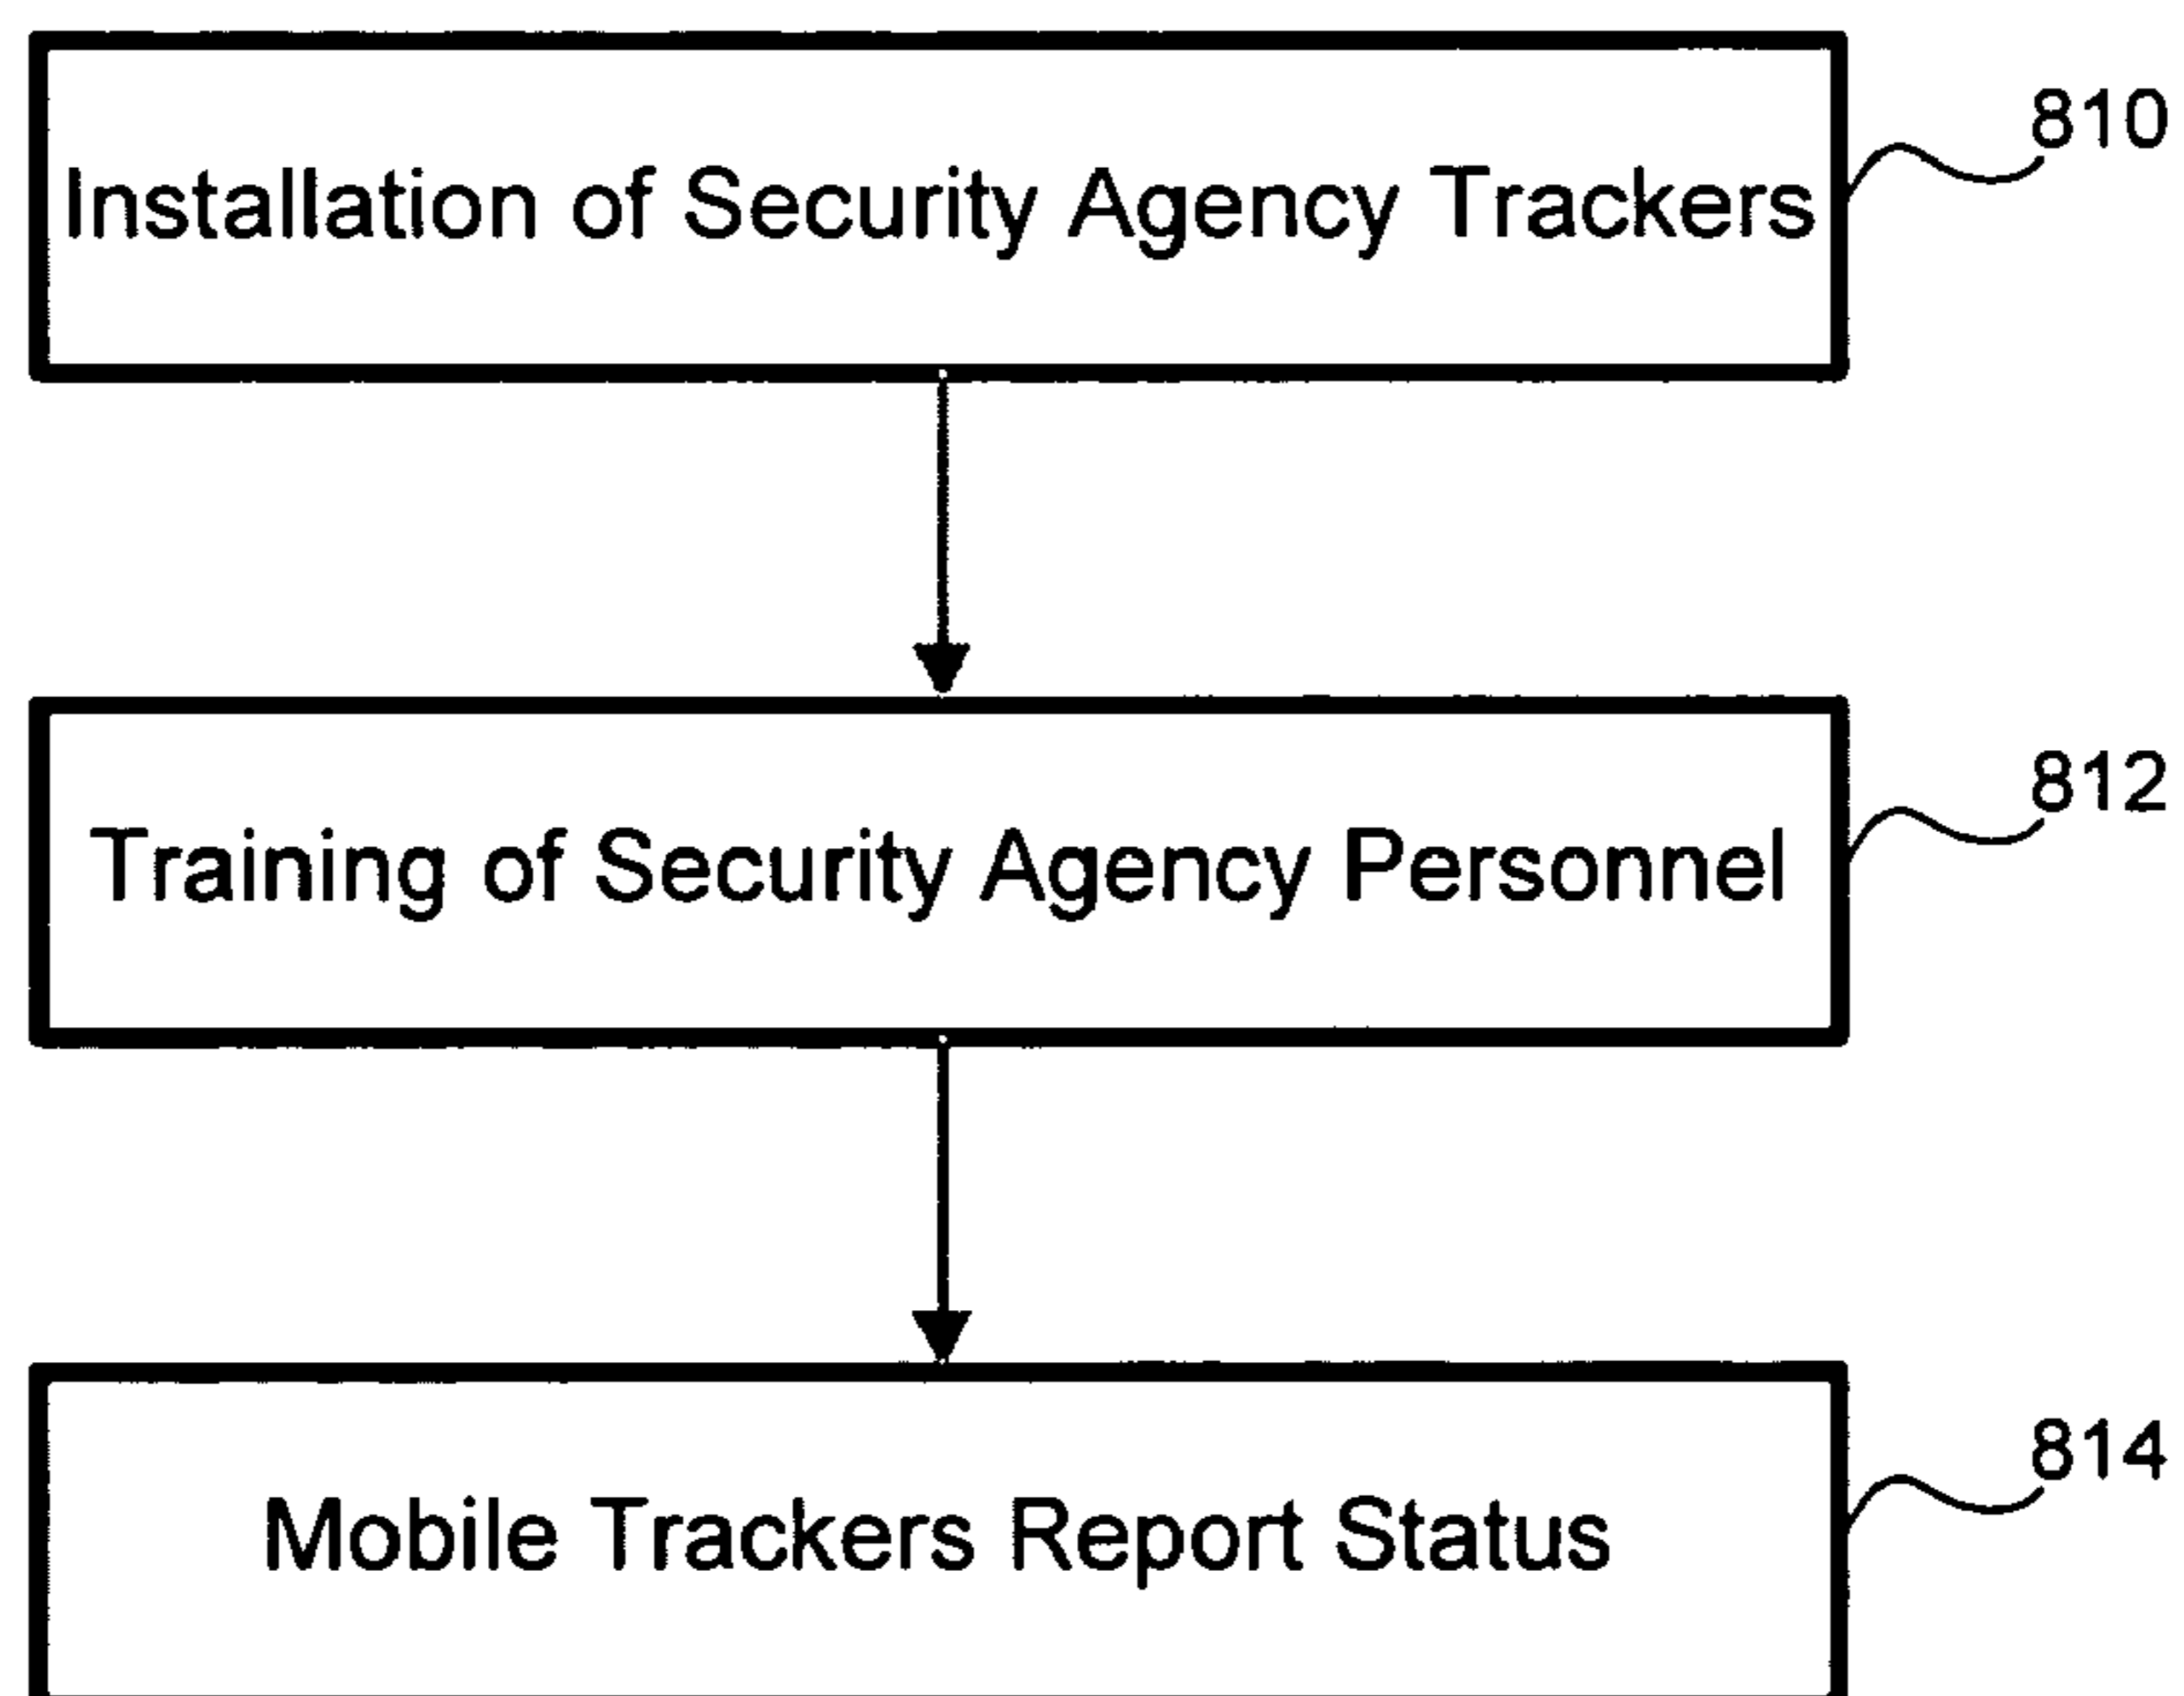 810
Installation of Security Agency Trackers
812
Training of Security Agency Personnel
814
Mobile Trackers Report Status